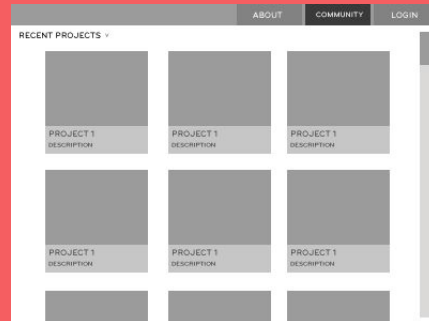 ABOUT COMMUNITY LOGIN
RECENT PROJECTS
PROJECT 1 PROJECT 1 PROJECT 1
DESCRIPTION DESCRIPTION DESCRIPTION
PROJECT 1 PROJECT 1 PROJECT 1
DESCRIPTION DESCRIPTION DESCRIPTION